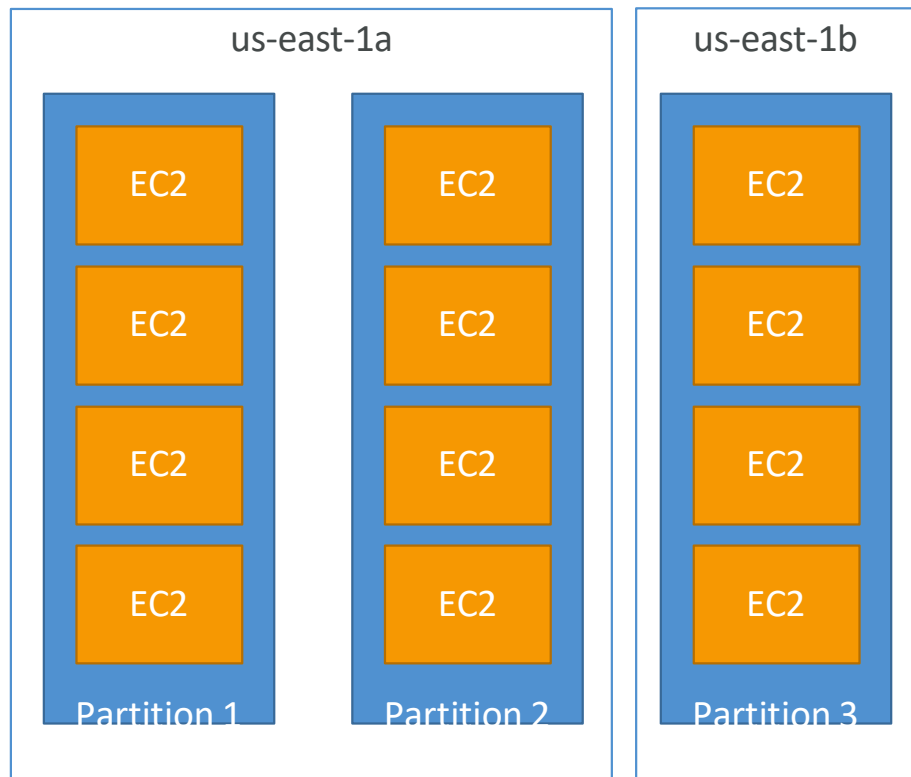 us-east-1a
us-east-1b
EC2
EC2
EC2
EC2
Partition 1
EC2
EC2
EC2
EC2
Partition 2
EC2
EC2
EC2
EC2
Partition 3